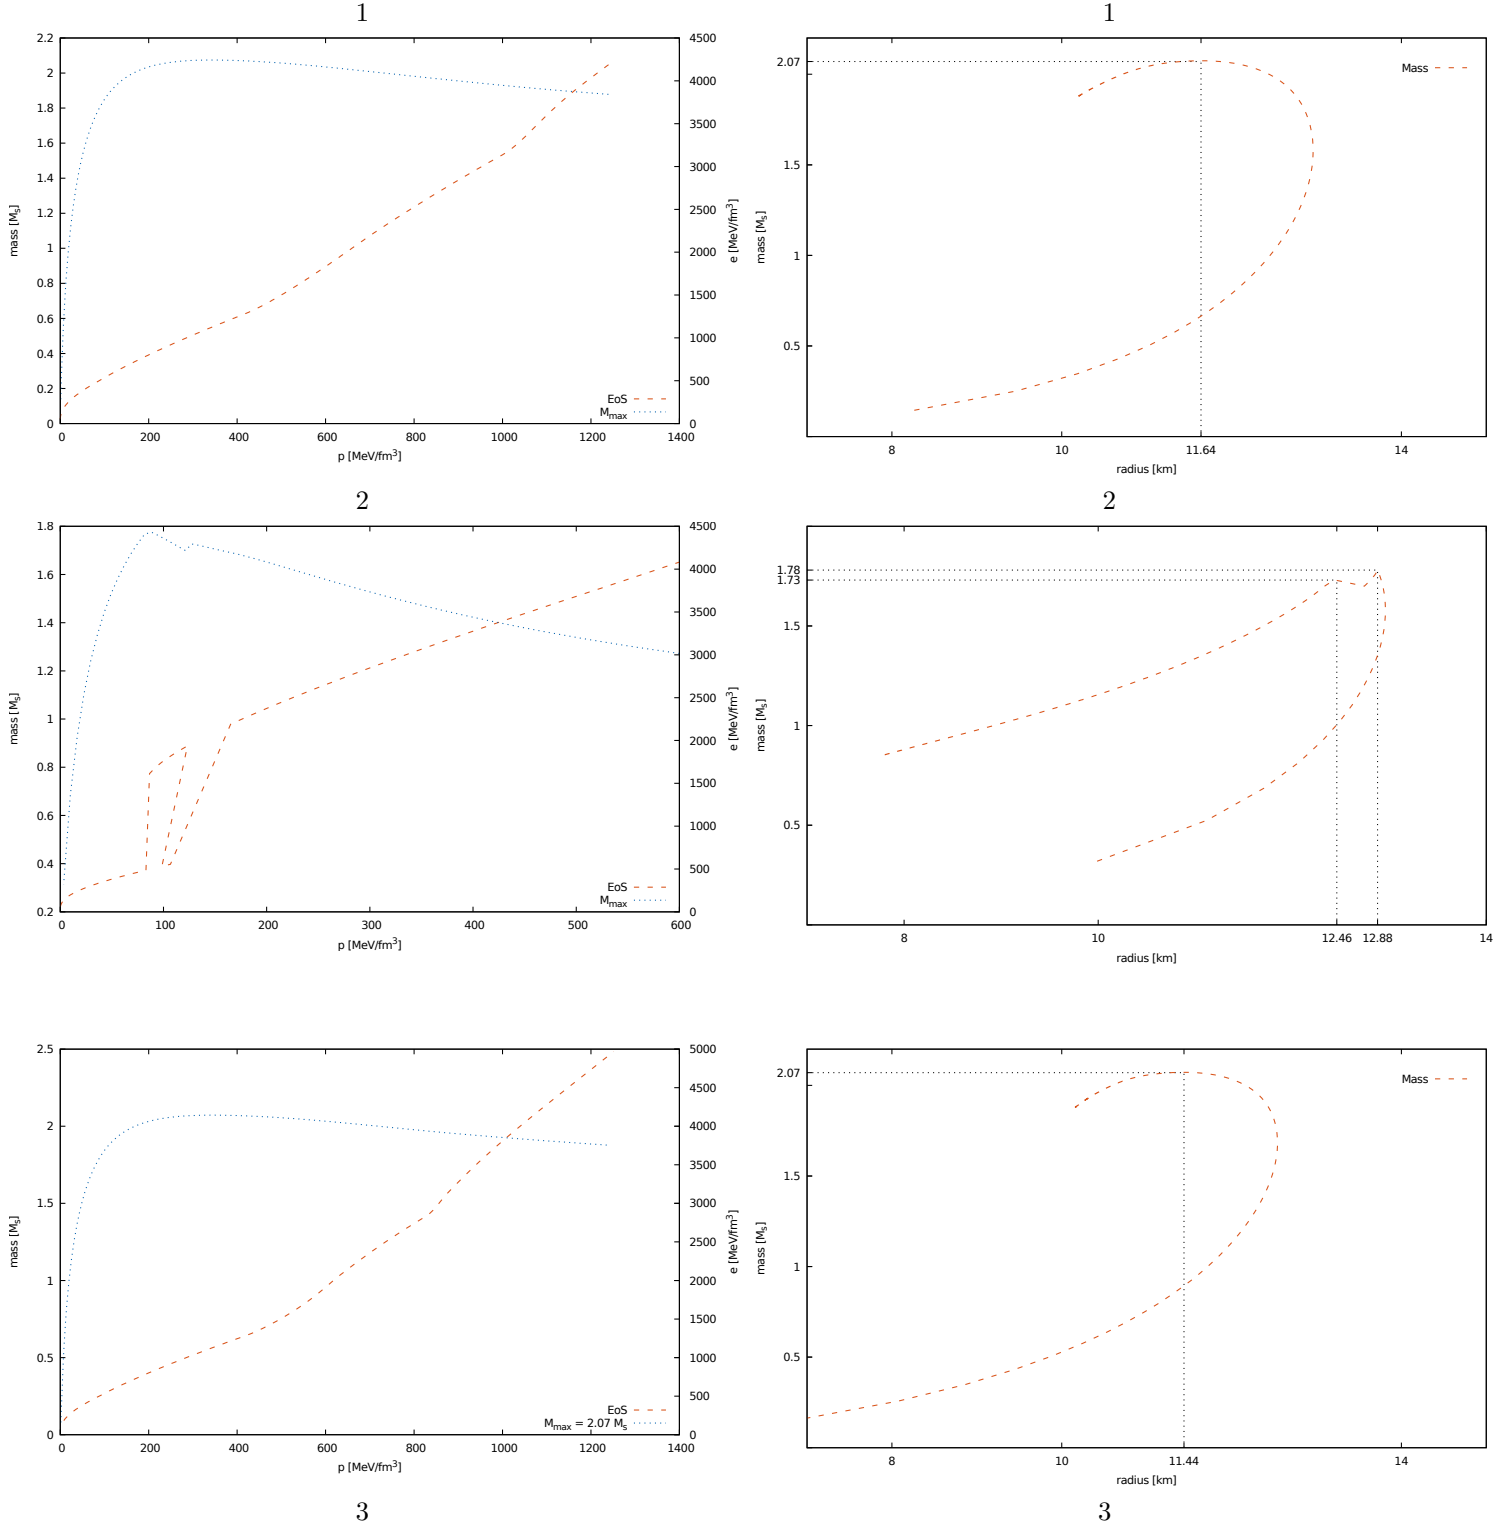 1
2.2
2
1.8
1.6
1.4
1.2
1
0.8
0.6
0.4
0.2
0
mass [Ms]
4500
4000
3500
3000
2500
2000
1500
1000
500
0
e [MeV/fm³]
EoS
Mmax
0 200 400 600 800 1000 1200 1400
p [MeV/fm³]
1
2.07
1.5
1
0.5
mass [Ms]
Mass
8 10 11.64 14
radius [km]
2
1.8
1.6
1.4
1.2
1
0.8
0.6
0.4
0.2
mass [Ms]
4500
4000
3500
3000
2500
2000
1500
1000
500
0
e [MeV/fm³]
EoS
Mmax
0 100 200 300 400 500 600
p [MeV/fm³]
2
1.78
1.73
1.5
1
0.5
mass [Ms]
8 10 12.46 12.88 14
radius [km]
2.5
2
1.5
1
0.5
0
mass [Ms]
5000
4500
4000
3500
3000
2500
2000
1500
1000
500
0
e [MeV/fm³]
EoS
Mmax = 2.07 Ms
0 200 400 600 800 1000 1200 1400
p [MeV/fm³]
3
2.07
1.5
1
0.5
mass [Ms]
Mass
8 10 11.44 14
radius [km]
3